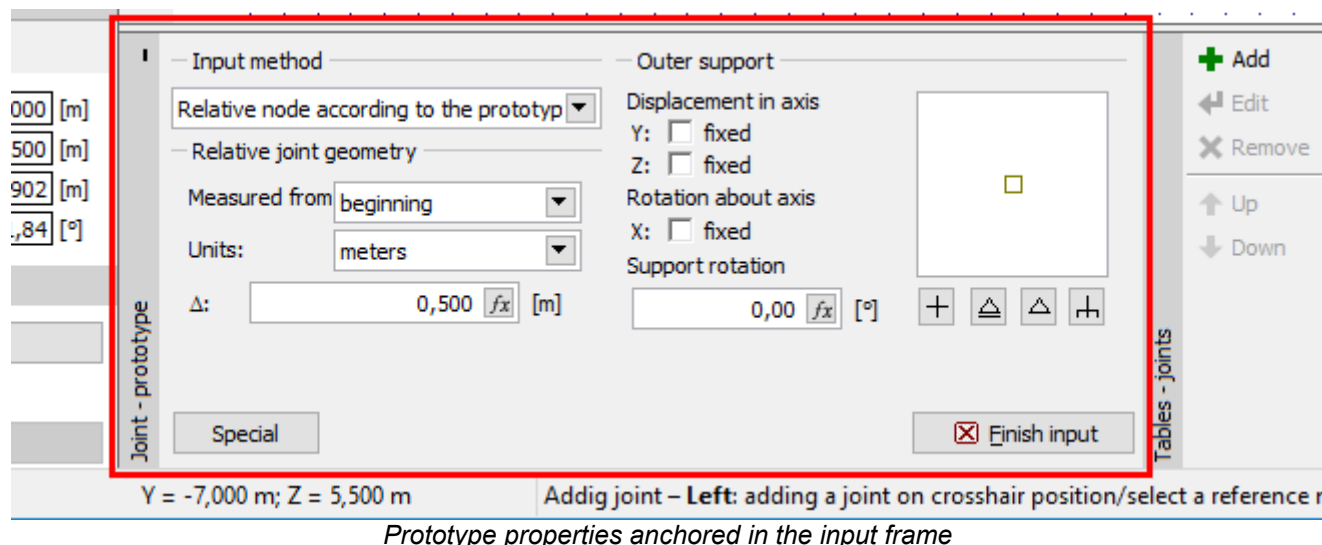 000 [m]
500 [m]
902 [m]
,84 [°]
Joint - prototype
Input method
Relative node according to the prototyp
Relative joint geometry
Measured from beginning
Units: meters
Δ: 0,500 fx [m]
Special
Outer support
Displacement in axis
Y: fixed
Z: fixed
Rotation about axis
X: fixed
Support rotation
0,00 fx [°]
Finish input
Tables - joints
Add
Edit
Remove
Up
Down
Y = -7,000 m; Z = 5,500 m
Addig joint – Left: adding a joint on crosshair position/select a reference r
Prototype properties anchored in the input frame